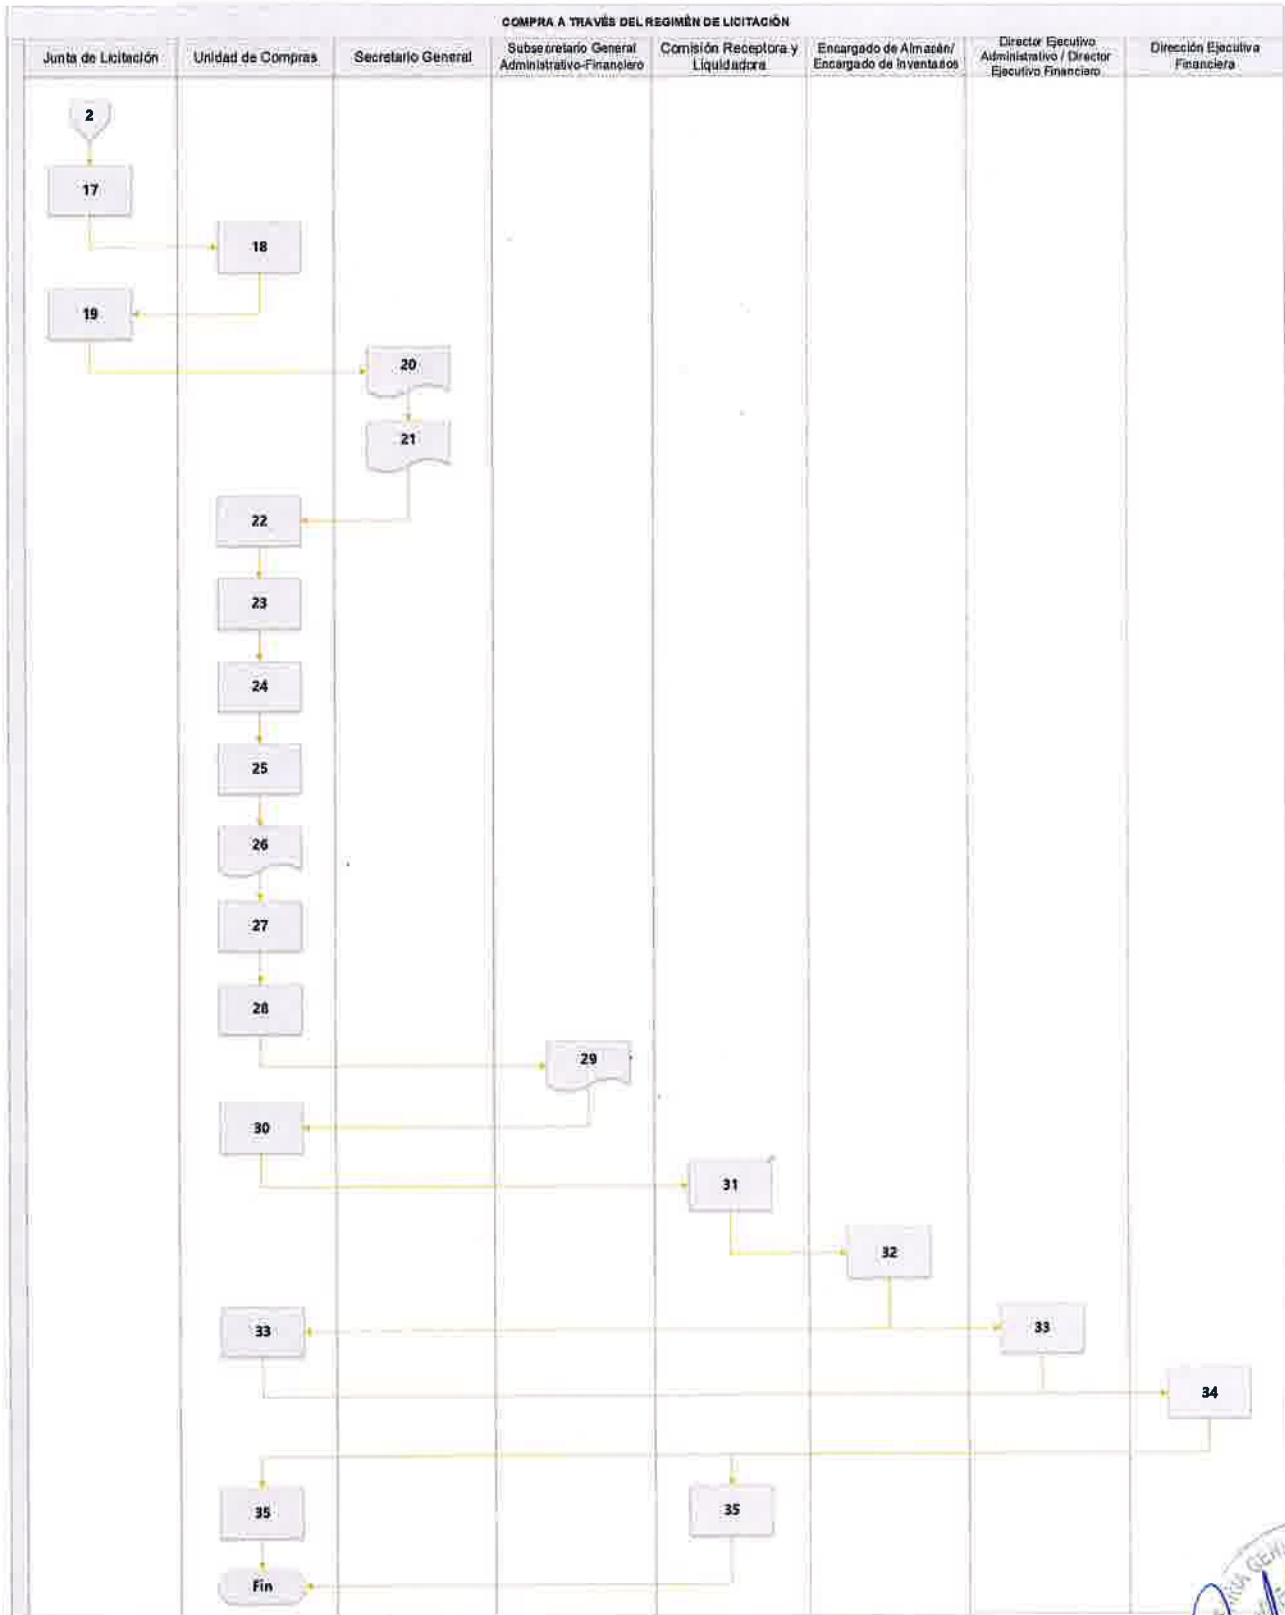 COMPRA A TRAVÉS DEL REGIMÉN DE LICITACIÓN
Junta de Licitación
Unidad de Compras
Secretario General
Subsecretario General
Administrativo-Financiero
Comisión Receptora y
Liquidadora
Encargado de Almacén/
Encargado de Inventarios
Director Ejecutivo
Administrativo / Director
Ejecutivo Financiero
Dirección Ejecutiva
Financiera
2
17
18
19
20
21
22
23
24
25
26
27
28
29
30
31
32
33
33
34
35
35
Fin